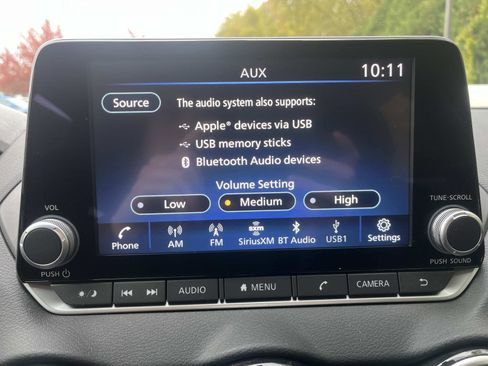 AUX
10:11
Source
The audio system also supports:
Apple® devices via USB
USB memory sticks
Bluetooth Audio devices
Volume Setting
Low
Medium
High
VOL
TUNE·SCROLL
Phone
AM
FM
sxm
SiriusXM
BT Audio
USB1
Settings
PUSH
PUSH SOUND
AUDIO
MENU
CAMERA